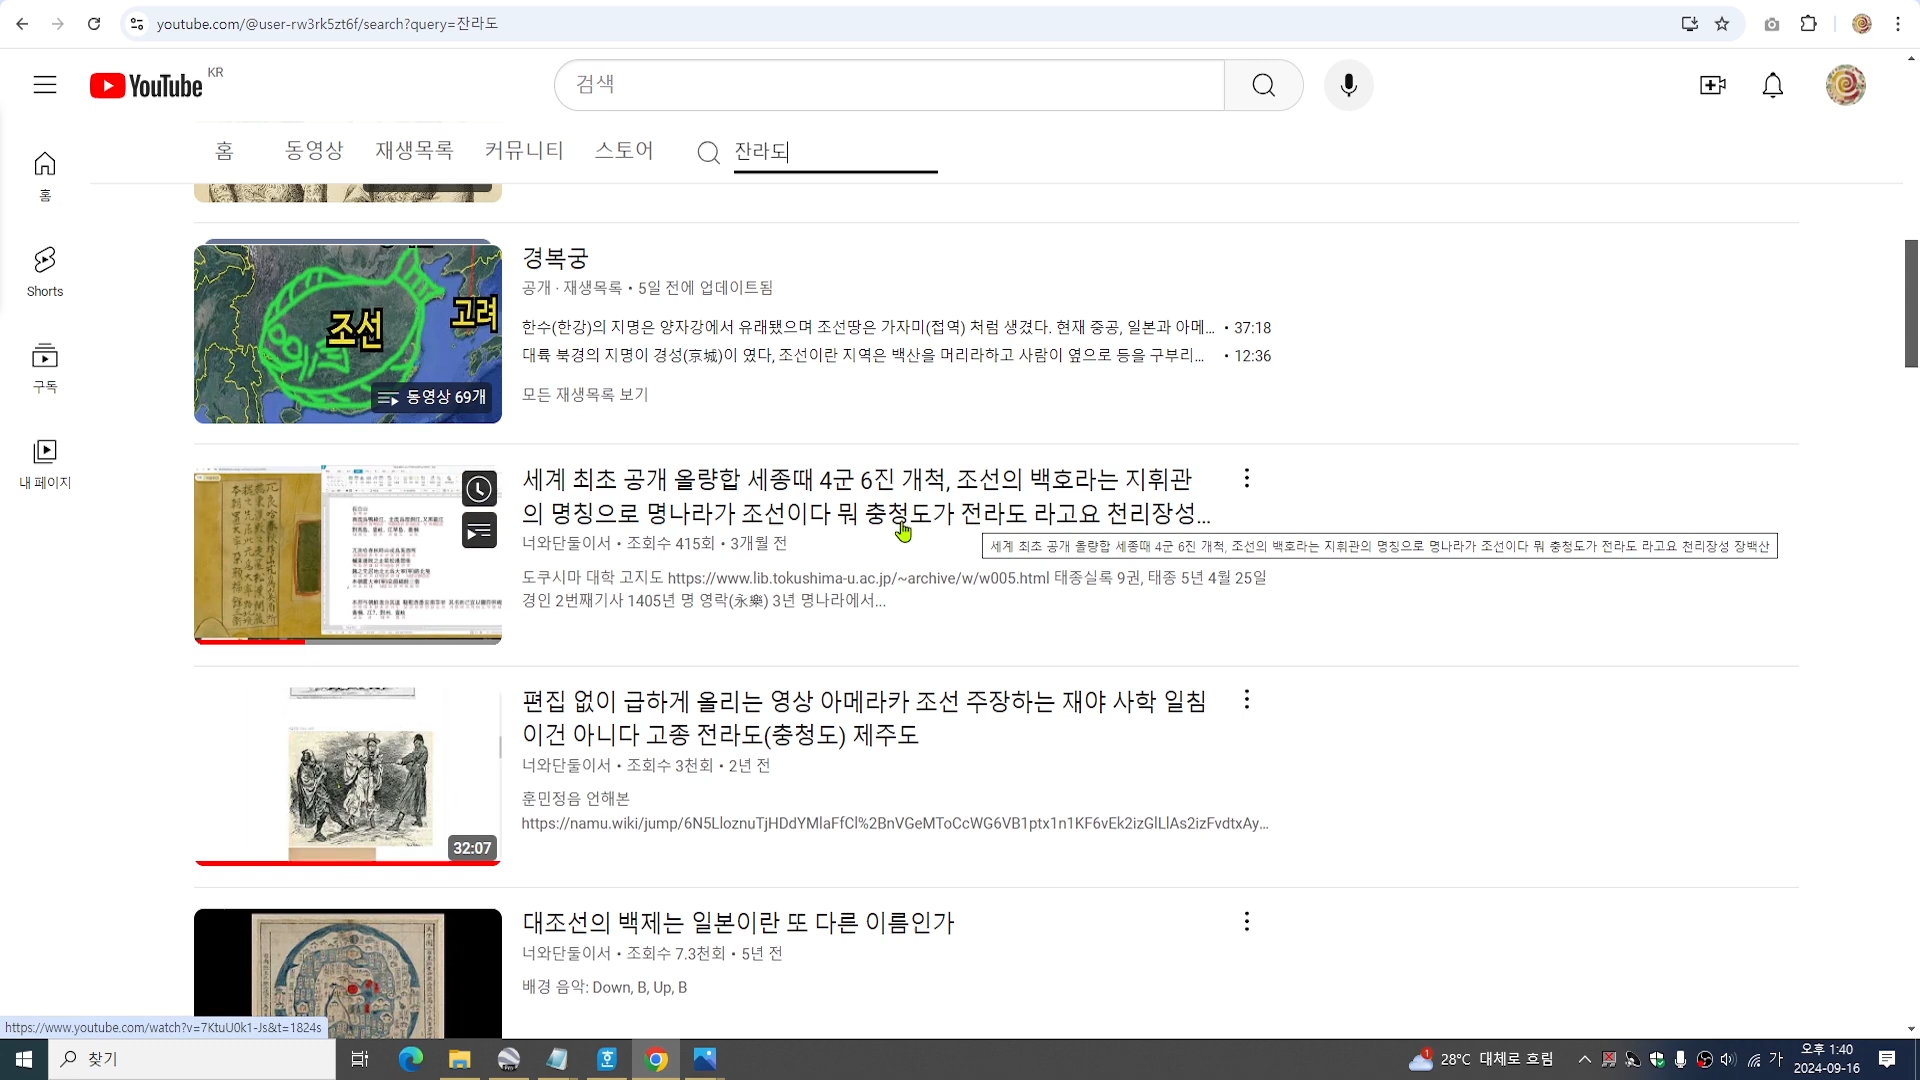 youtube.com/@user-rw3rk5zt6f/search?query=잔라도
YouTube KR
검색
홈
동영상
재생목록
커뮤니티
스토어
잔라도
홈
Shorts
구독
내 페이지
조선
고려
동영상 69개
경복궁
공개 · 재생목록 • 5일 전에 업데이트됨
한수(한강)의 지명은 양자강에서 유래됐으며 조선땅은 가자미(접역) 처럼 생겼다. 현재 중공, 일본과 아메... • 37:18
대륙 북경의 지명이 경성(京城)이 였다, 조선이란 지역은 백산을 머리라하고 사람이 옆으로 등을 구부리... • 12:36
모든 재생목록 보기
세계 최초 공개 올량합 세종때 4군 6진 개척, 조선의 백호라는 지휘관
의 명칭으로 명나라가 조선이다 뭐 충청도가 전라도 라고요 천리장성...
너와단둘이서 • 조회수 415회 • 3개월 전
세계 최초 공개 올량합 세종때 4군 6진 개척, 조선의 백호라는 지휘관의 명칭으로 명나라가 조선이다 뭐 충청도가 전라도 라고요 천리장성 장백산
도쿠시마 대학 고지도 https://www.lib.tokushima-u.ac.jp/~archive/w/w005.html 태종실록 9권, 태종 5년 4월 25일
경인 2번째기사 1405년 명 영락(永樂) 3년 명나라에서...
편집 없이 급하게 올리는 영상 아메라카 조선 주장하는 재야 사학 일침
이건 아니다 고종 전라도(충청도) 제주도
너와단둘이서 • 조회수 3천회 • 2년 전
훈민정음 언해본
https://namu.wiki/jump/6N5LloznuTjHDdYMlaFfCl%2BnVGeMToCcWG6VB1ptx1n1KF6vEk2izGlLlAs2izFvdtxAy...
32:07
대조선의 백제는 일본이란 또 다른 이름인가
너와단둘이서 • 조회수 7.3천회 • 5년 전
배경 음악: Down, B, Up, B
https://www.youtube.com/watch?v=7KtuU0k1-Js&t=1824s
찾기
1
28°C 대체로 흐림
가
오후 1:40
2024-09-16